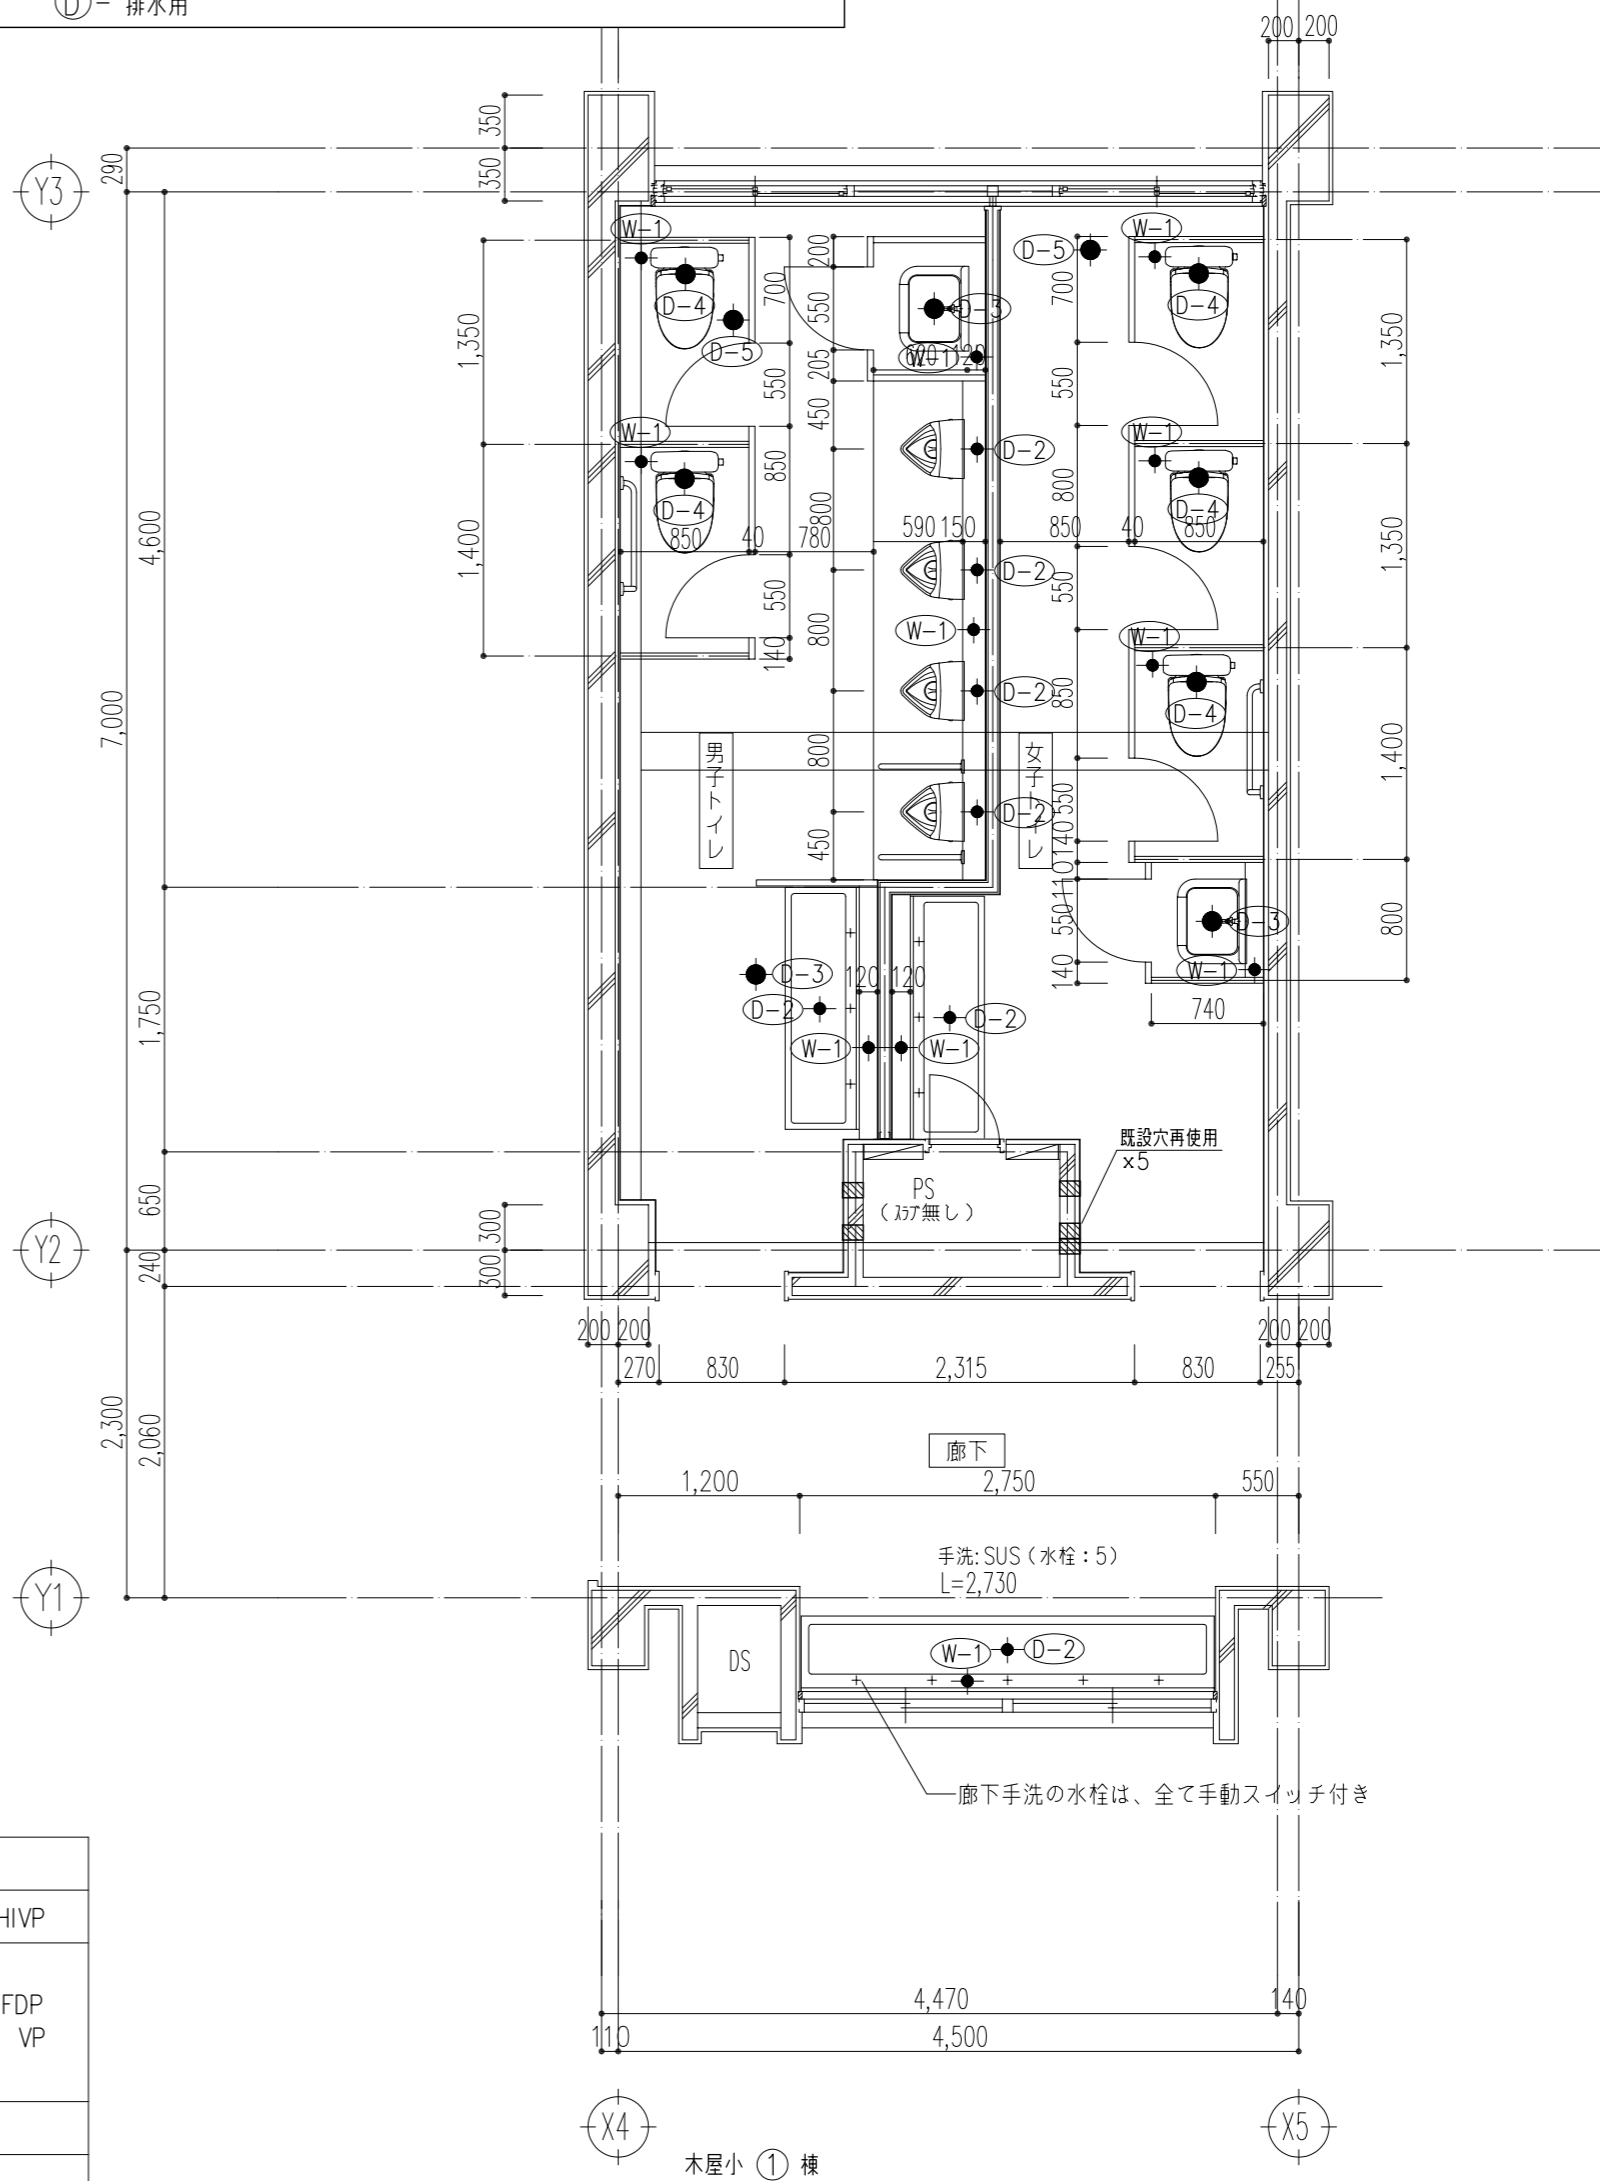 D - 排水用
200 200
350
290
350
Y3
W-1
W-1
200
D-5
D-4
700
D-3
700
D-4
550
1,350
D-5
W-1
620 120
205
1,350
550
550
450
W-1
W-1
D-2
850
800
D-4
D-4
4,600
800
1,400
850 40 780
590 150
850 40 850
1,350
D-2
550
550
800
W-1
W-1
140
D-2
850
D-4
7,000
男子トイレ
女子トイレ
800
1,400
550
D-2
140
450
110
550
D-3
800
D-3
120 120
W-1
140
D-2
D-2
740
1,750
W-1
W-1
既設穴再使用
x5
PS
(ｽﾗﾌﾞ無し)
650
300
Y2
240
300
200 200
200 200
270 830 2,315 830 255
2,300
2,060
廊下
1,200 2,750 550
手洗:SUS(水栓:5)
L=2,730
Y1
DS
W-1
D-2
廊下手洗の水栓は、全て手動スイッチ付き
HIVP
FDP
VP
4,470 140
110 4,500
X4
X5
木屋小 ① 棟